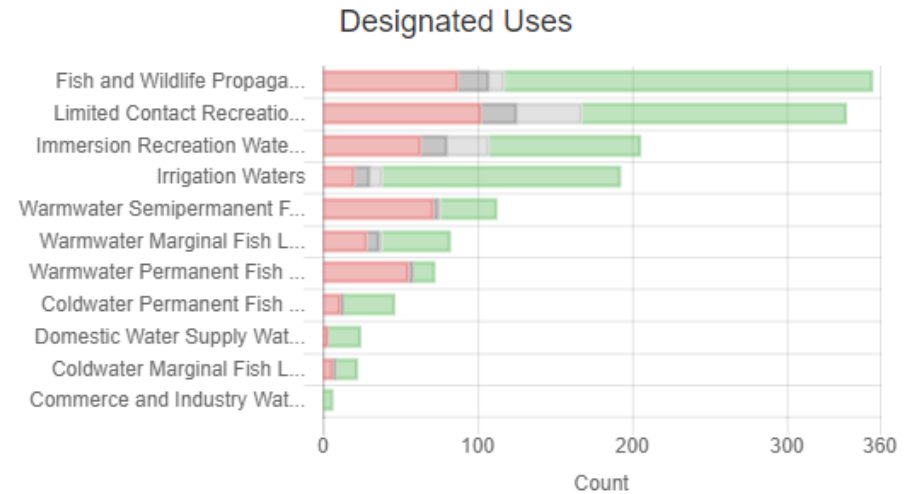 Designated Uses
Fish and Wildlife Propaga...
Limited Contact Recreatio...
Immersion Recreation Wate...
Irrigation Waters
Warmwater Semipermanent F...
Warmwater Marginal Fish L...
Warmwater Permanent Fish ...
Coldwater Permanent Fish ...
Domestic Water Supply Wat...
Coldwater Marginal Fish L...
Commerce and Industry Wat...
0 100 200 300 360
Count